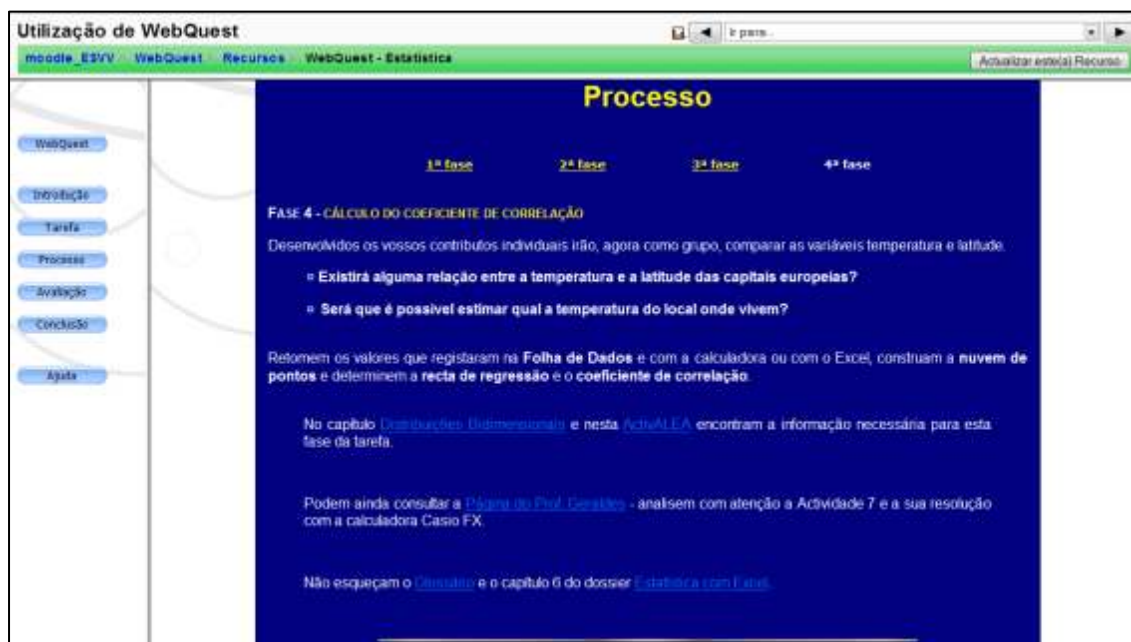 Utilização de WebQuest
Ir para...
moodle_ESVV WebQuest Recursos WebQuest - Estatística
Actualizar este(a) Recurso
Processo
WebQuest
1ª fase 2ª fase 3ª fase 4ª fase
Introdução
Tarefa
Processo
Avaliação
Conclusão
Ajuda
FASE 4 - CÁLCULO DO COEFICIENTE DE CORRELAÇÃO
Desenvolvidos os vossos contributos individuais irão, agora como grupo, comparar as variáveis temperatura e latitude.
Existirá alguma relação entre a temperatura e a latitude das capitais europeias?
Será que é possível estimar qual a temperatura do local onde vivem?
Retomem os valores que registaram na Folha de Dados e com a calculadora ou com o Excel, construam a nuvem de
pontos e determinem a recta de regressão e o coeficiente de correlação.
No capítulo Distribuições Bidimensionais e nesta ActivALEA encontram a informação necessária para esta
fase da tarefa.
Podem ainda consultar a Página do Prof. Geraldes - analisem com atenção a Actividade 7 e a sua resolução
com a calculadora Casio FX.
Não esqueçam o Glossário e o capítulo 6 do dossier Estatística com Excel.